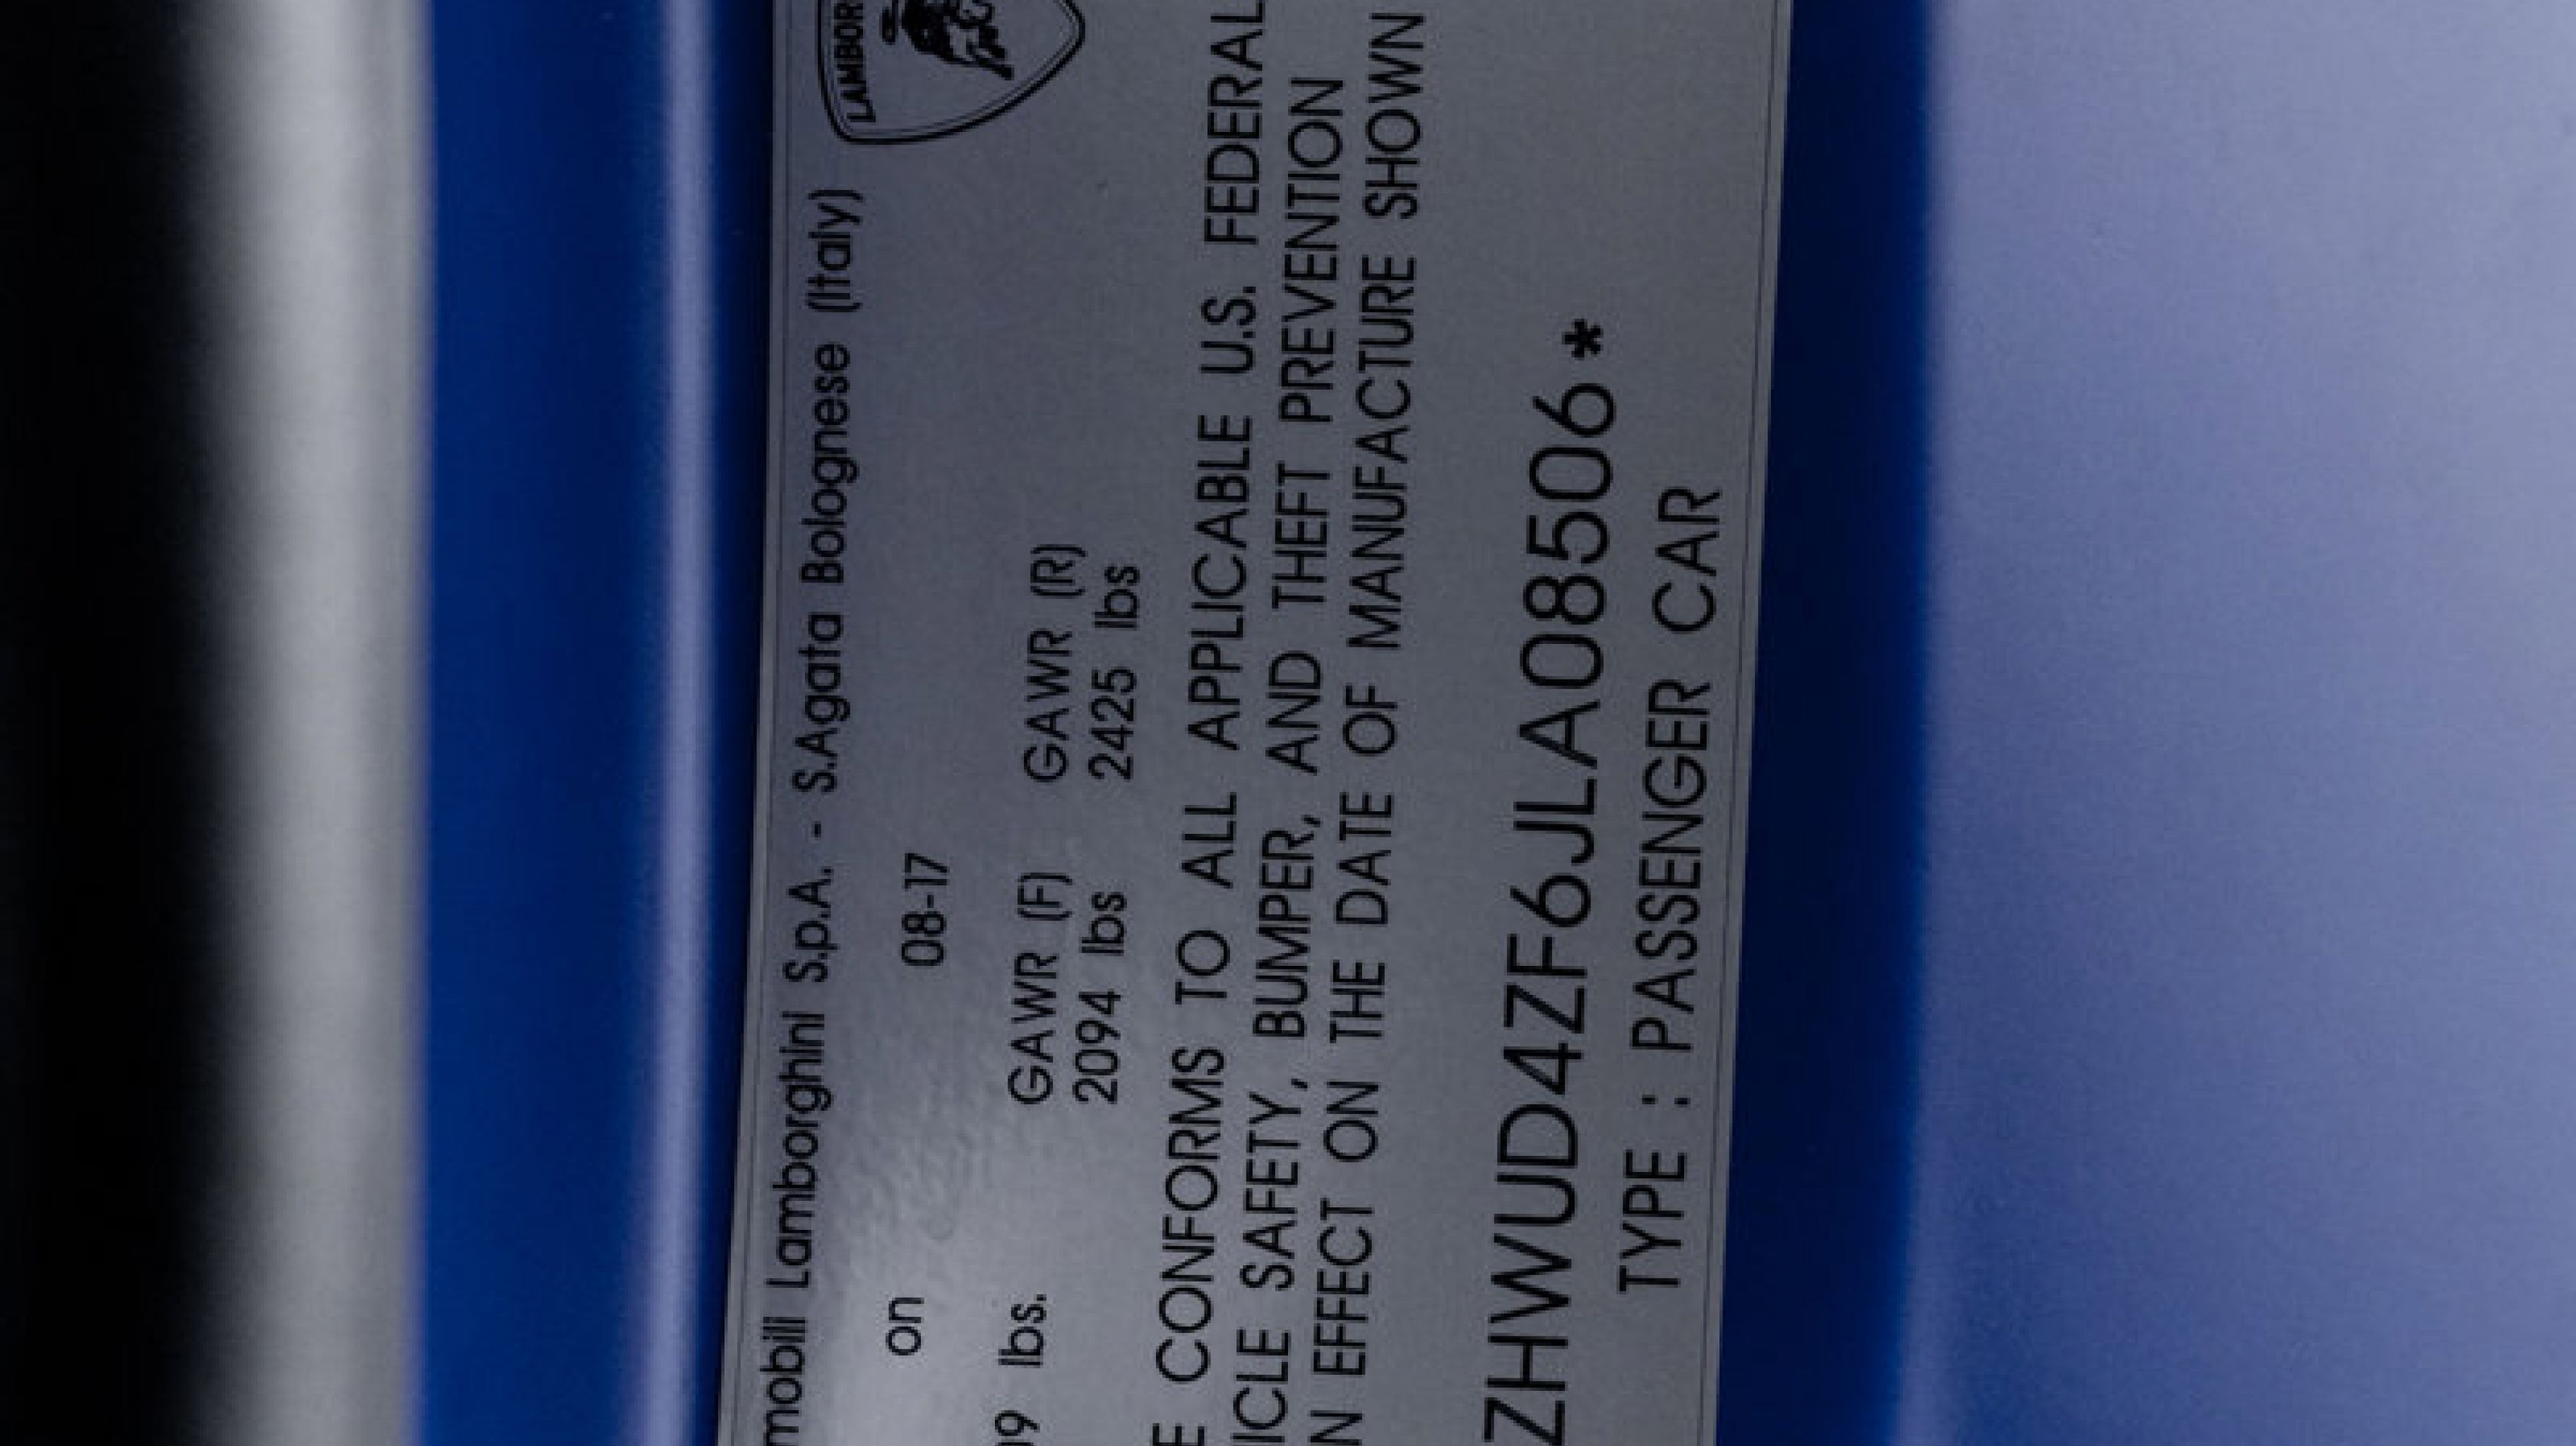 LAMBOR
mobili Lamborghini S.p.A. - S.Agata Bolognese (Italy)
on 08-17
GAWR (F) GAWR (R)
lbs. 2094 lbs 2425 lbs
CONFORMS TO ALL APPLICABLE U.S. FEDERAL
ICLE SAFETY, BUMPER, AND THEFT PREVENTION
N EFFECT ON THE DATE OF MANUFACTURE SHOWN
ZHWUD4ZF6JLA08506*
TYPE : PASSENGER CAR